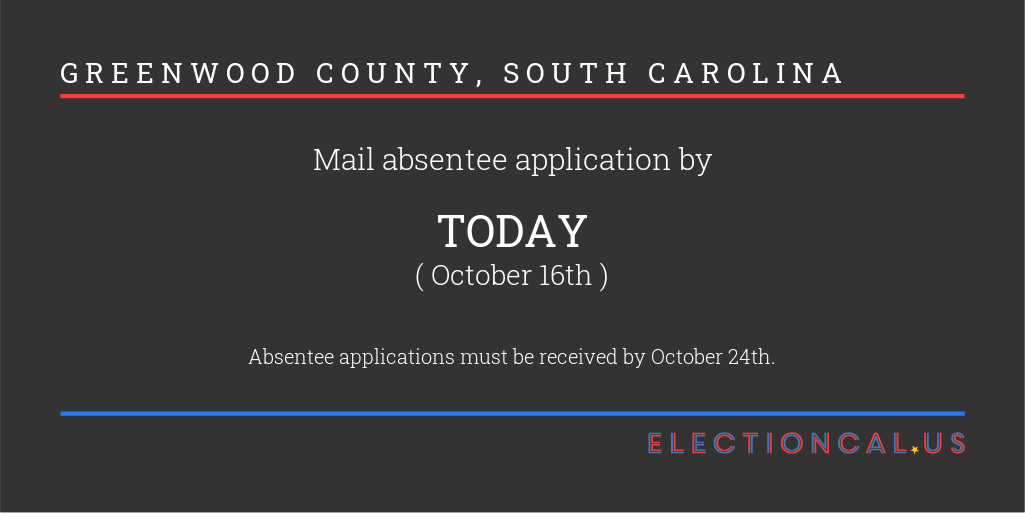 GREENWOOD COUNTY, SOUTH CAROLINA
Mail absentee application by
TODAY
( October 16th )
Absentee applications must be received by October 24th.
ELECTIONCAL.US